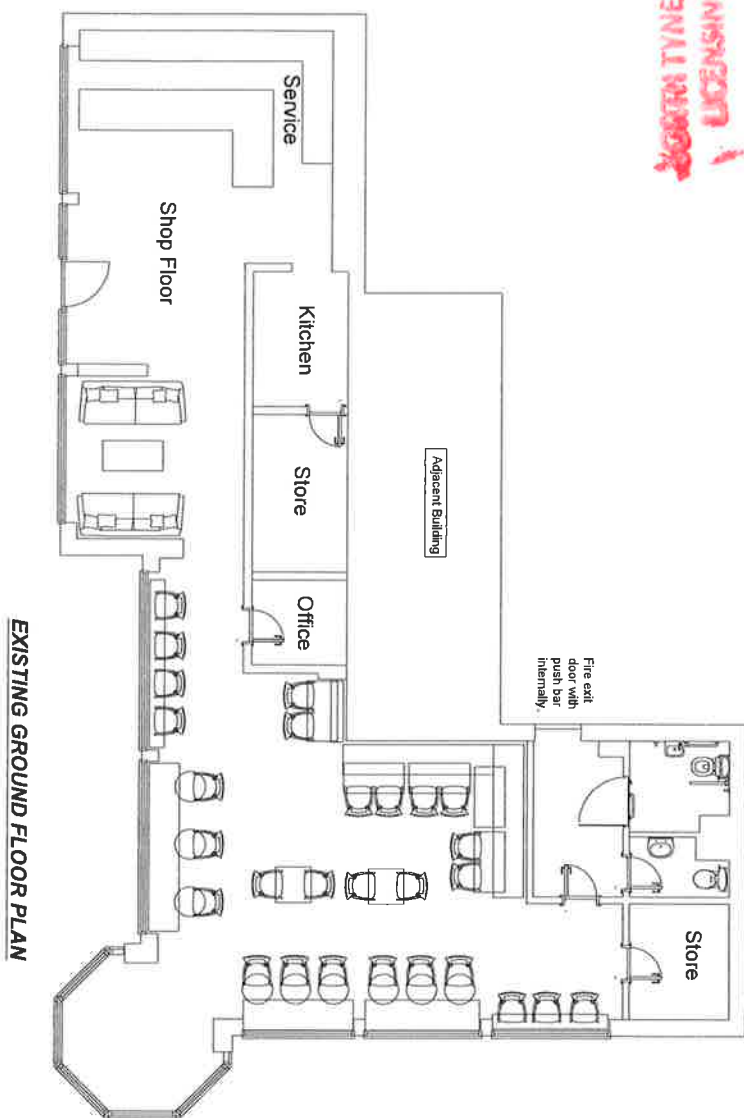 Service
Shop Floor
Kitchen
Store
Office
Adjacent Building
Fire exit
door with
push bar
internally.
Store
EXISTING GROUND FLOOR PLAN